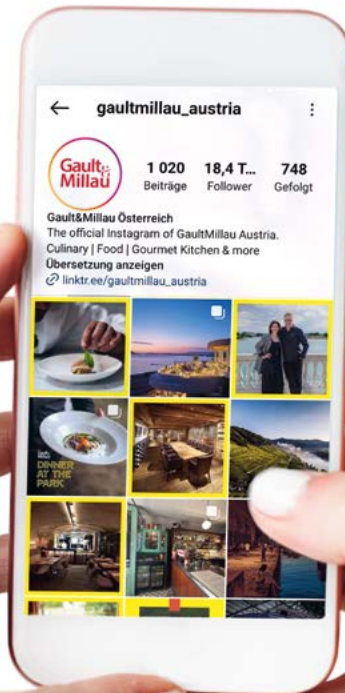 gaultmillau_austria
Gault&
Millau
1 020 18,4 T... 748
Beiträge Follower Gefolgt
Gault&Millau Österreich
The official Instagram of GaultMillau Austria.
Culinary | Food | Gourmet Kitchen & more
Übersetzung anzeigen
linktr.ee/gaultmillau_austria
DINNER
AT THE
PARK